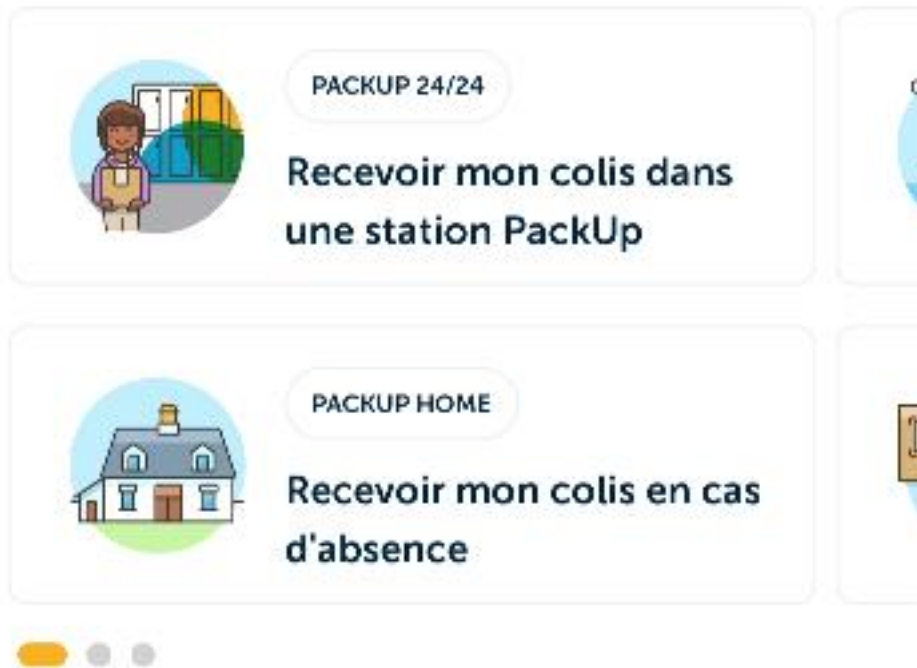 PACKUP 24/24
Recevoir mon colis dans
une station PackUp
PACKUP HOME
Recevoir mon colis en cas
d'absence